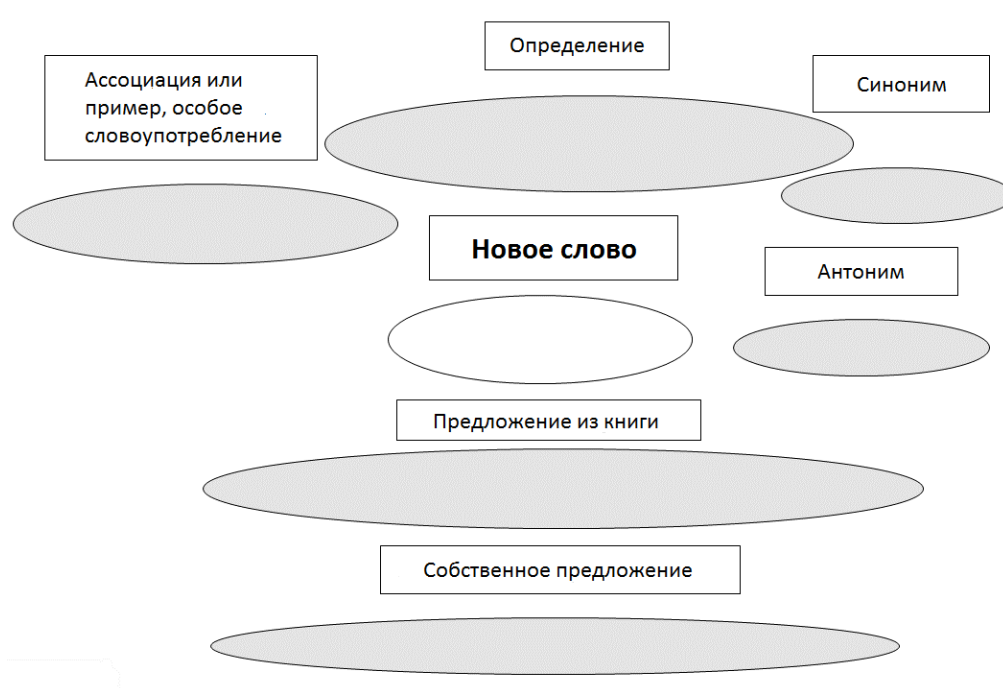 Определение
Ассоциация или
пример, особое
словоупотребление
Синоним
Новое слово
Антоним
Предложение из книги
Собственное предложение